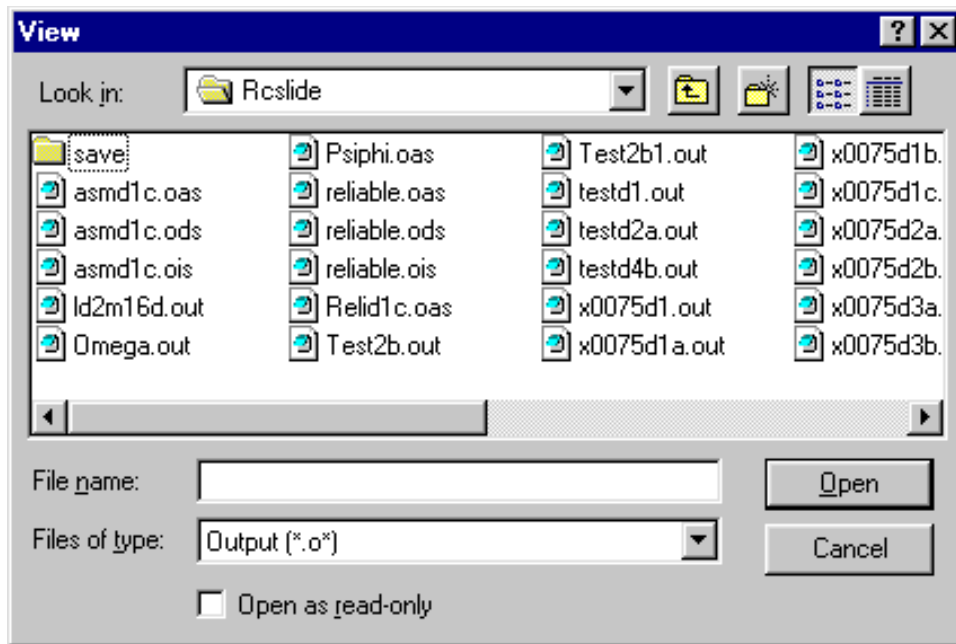 View
Look in: Rcslide
save Psiphi.oas Test2b1.out x0075d1b.
asmd1c.oas reliable.oas testd1.out x0075d1c.
asmd1c.ods reliable.ods testd2a.out x0075d2a.
asmd1c.ois reliable.ois testd4b.out x0075d2b.
ld2m16d.out Relid1c.oas x0075d1.out x0075d3a.
Omega.out Test2b.out x0075d1a.out x0075d3b.
File name: Open
Files of type: Output (*.o*) Cancel
Open as read-only